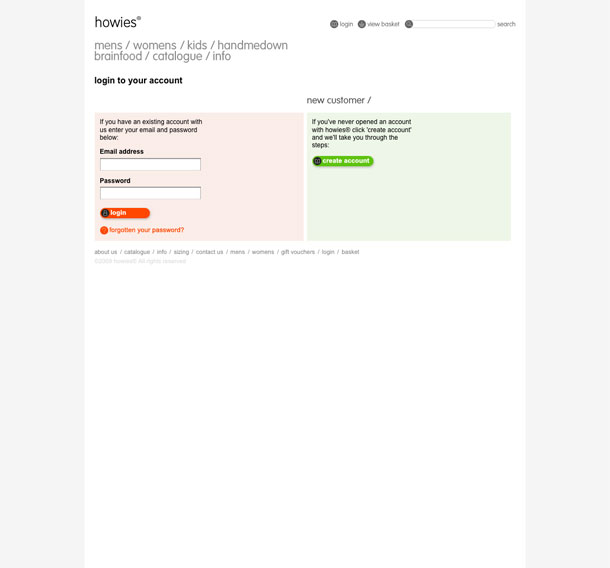 howies®
login view basket search
mens / womens / kids / handmedown
brainfood / catalogue / info
login to your account
new customer /
If you have an existing account with
us enter your email and password
below:
Email address
Password
login
forgotten your password?
If you've never opened an account
with howies® click 'create account'
and we'll take you through the
steps:
create account
about us / catalogue / info / sizing / contact us / mens / womens / gift vouchers / login / basket
©2009 howies® All rights reserved